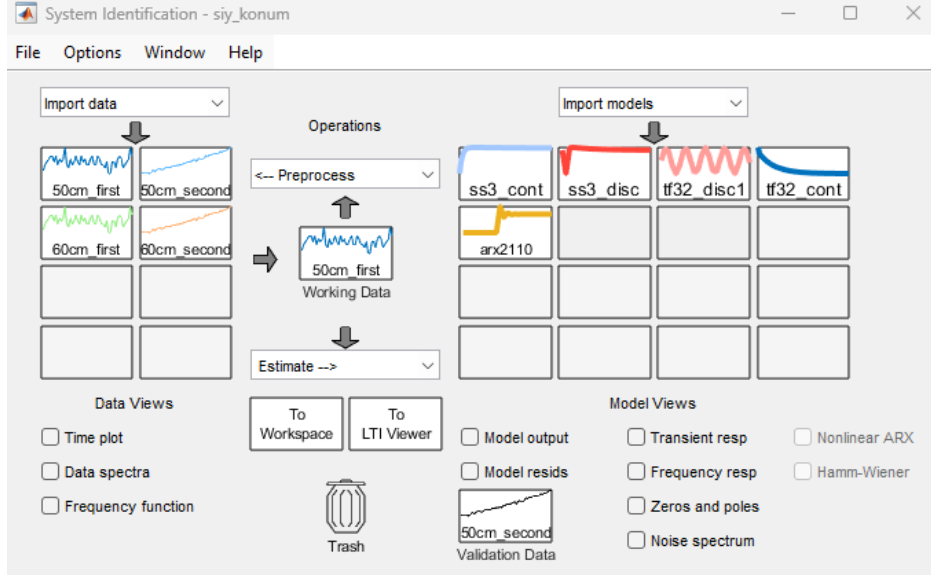 System Identification - siy_konum
File Options Window Help
Import data
Import models
Operations
50cm_first
50cm_second
<-- Preprocess
ss3_cont
ss3_disc
tf32_disc1
tf32_cont
60cm_first
60cm_second
50cm_first
Working Data
arx2110
Estimate -->
Data Views
Time plot
Data spectra
Frequency function
To
Workspace
To
LTI Viewer
Trash
Model Views
Model output
Transient resp
Nonlinear ARX
Model resids
Frequency resp
Hamm-Wiener
Zeros and poles
Noise spectrum
50cm_second
Validation Data